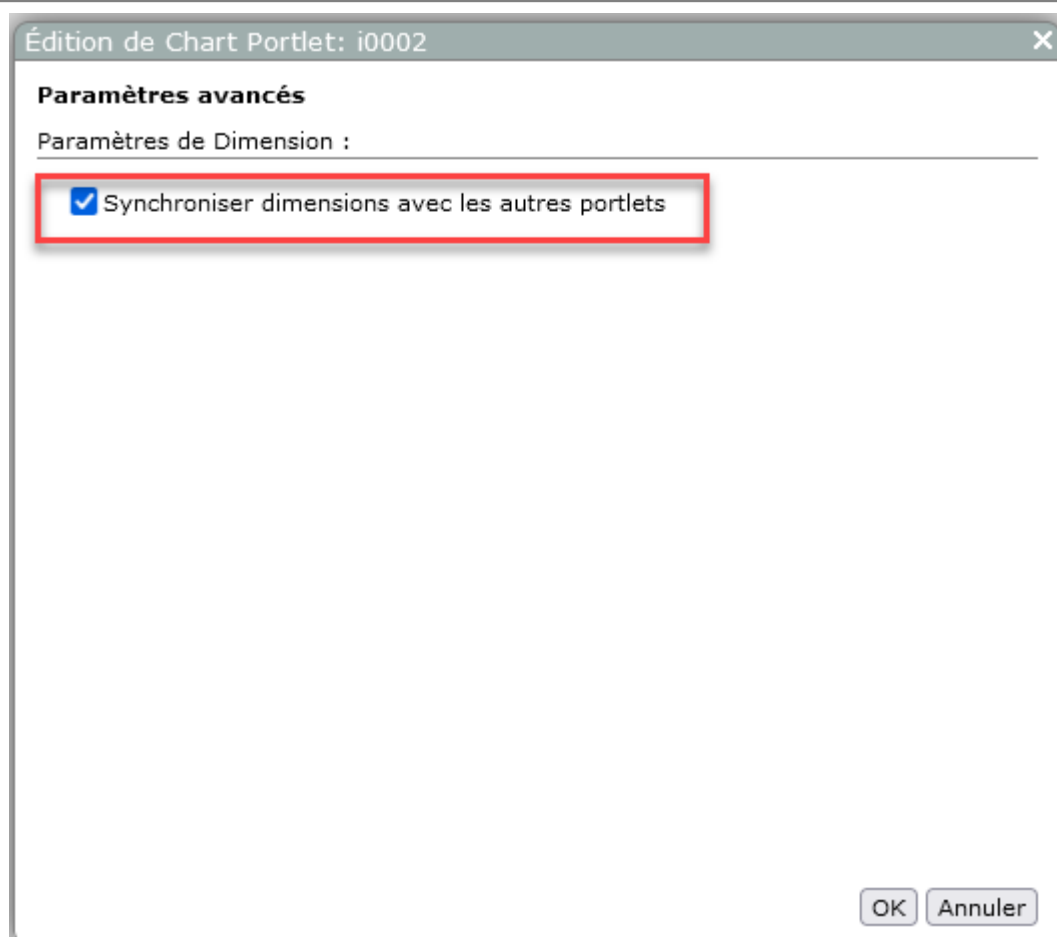 Édition de Chart Portlet: i0002
Paramètres avancés
Paramètres de Dimension :
Synchroniser dimensions avec les autres portlets
OK Annuler